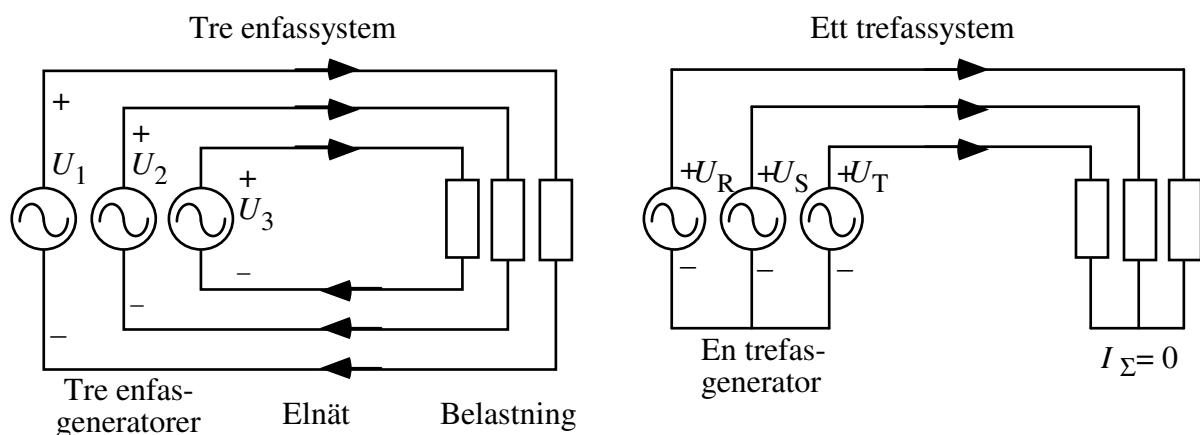 Tre enfassystem
Ett trefassystem
+
+
+
U1
U2
U3
+UR
+US
+UT
–
–
–
–
–
–
En trefas-
generator
IΣ= 0
Tre enfas-
generatorer
Elnät
Belastning